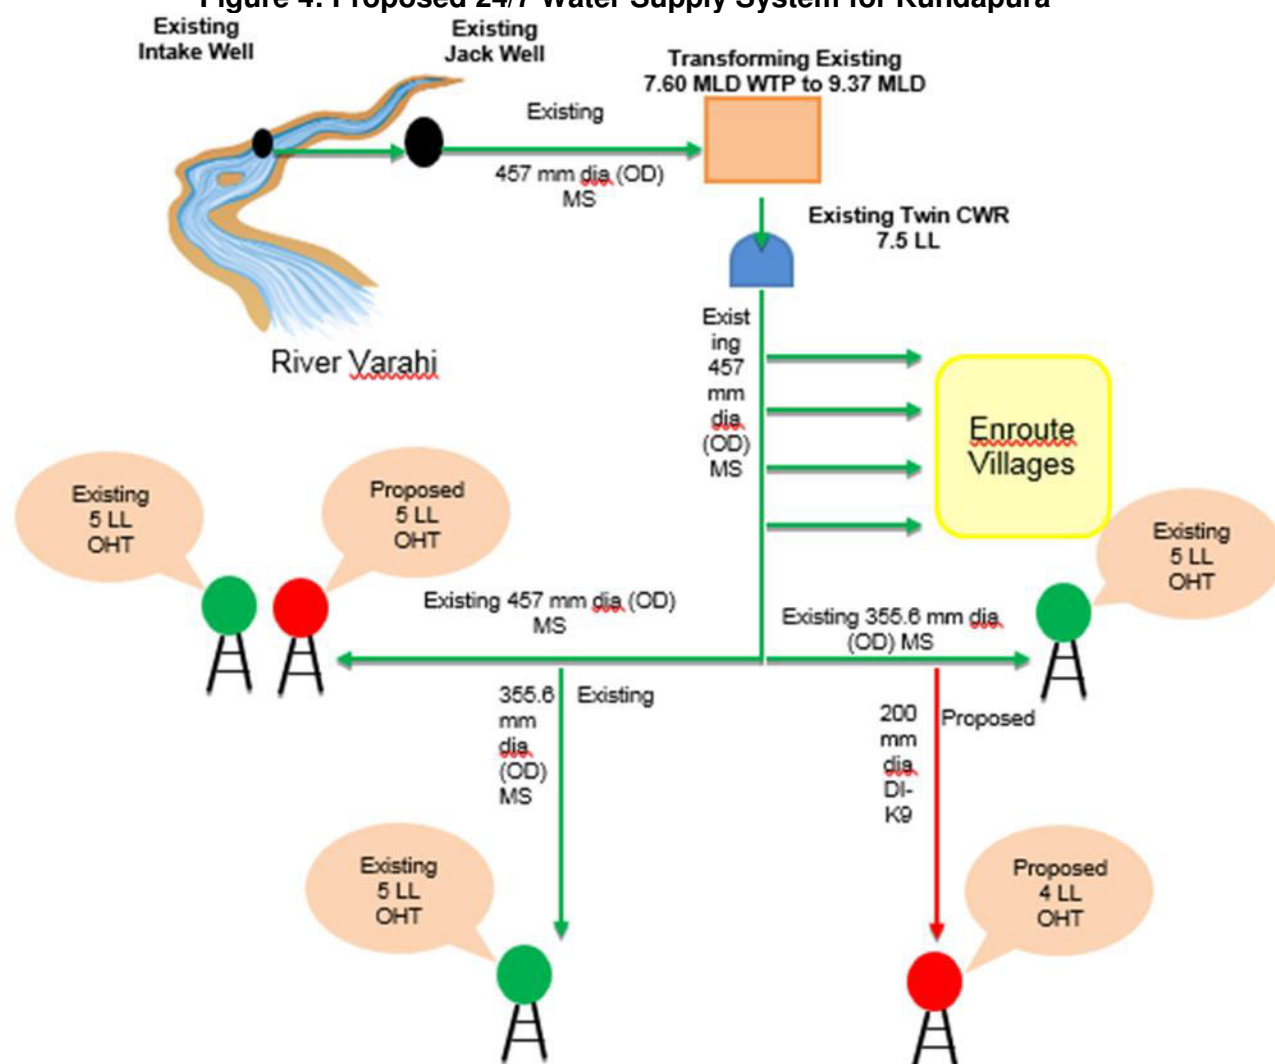 Figure 4: Proposed 24/7 Water Supply System for Kundapura
Existing
Intake Well
Existing
Jack Well
Transforming Existing
7.60 MLD WTP to 9.37 MLD
Existing
457 mm dia (OD)
MS
Existing Twin CWR
7.5 LL
River Varahi
Exist
ing
457
mm
dia
(OD)
MS
Enroute
Villages
Existing
5 LL
OHT
Proposed
5 LL
OHT
Existing
5 LL
OHT
Existing 457 mm dia (OD)
MS
Existing 355.6 mm dia
(OD) MS
355.6
mm
dia
(OD)
MS
Existing
200
mm
dia
DI-
K9
Proposed
Existing
5 LL
OHT
Proposed
4 LL
OHT